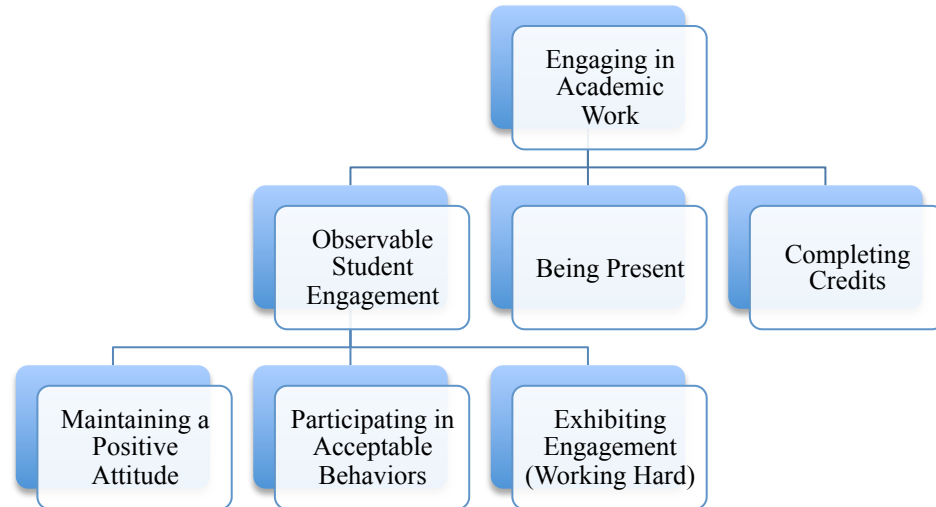 Engaging in
Academic
Work
Observable
Student
Engagement
Being Present
Completing
Credits
Maintaining a
Positive
Attitude
Participating in
Acceptable
Behaviors
Exhibiting
Engagement
(Working Hard)